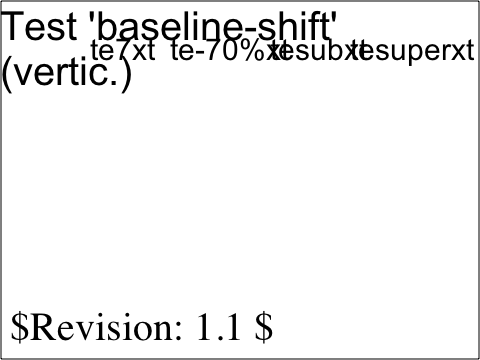 Test 'baseline-shift'
te7xt te-70%xt tesubxt tesuperxt
(vertic.)
$Revision: 1.1 $